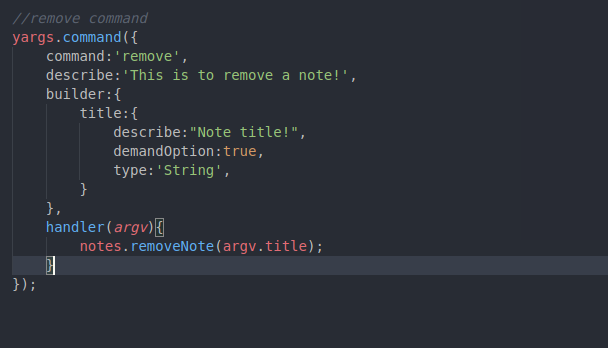 //remove command
yargs.command({
    command:'remove',
    describe:'This is to remove a note!',
    builder:{
        title:{
            describe:"Note title!",
            demandOption:true,
            type:'String',
        }
    },
    handler(argv){
        notes.removeNote(argv.title);
    }
});